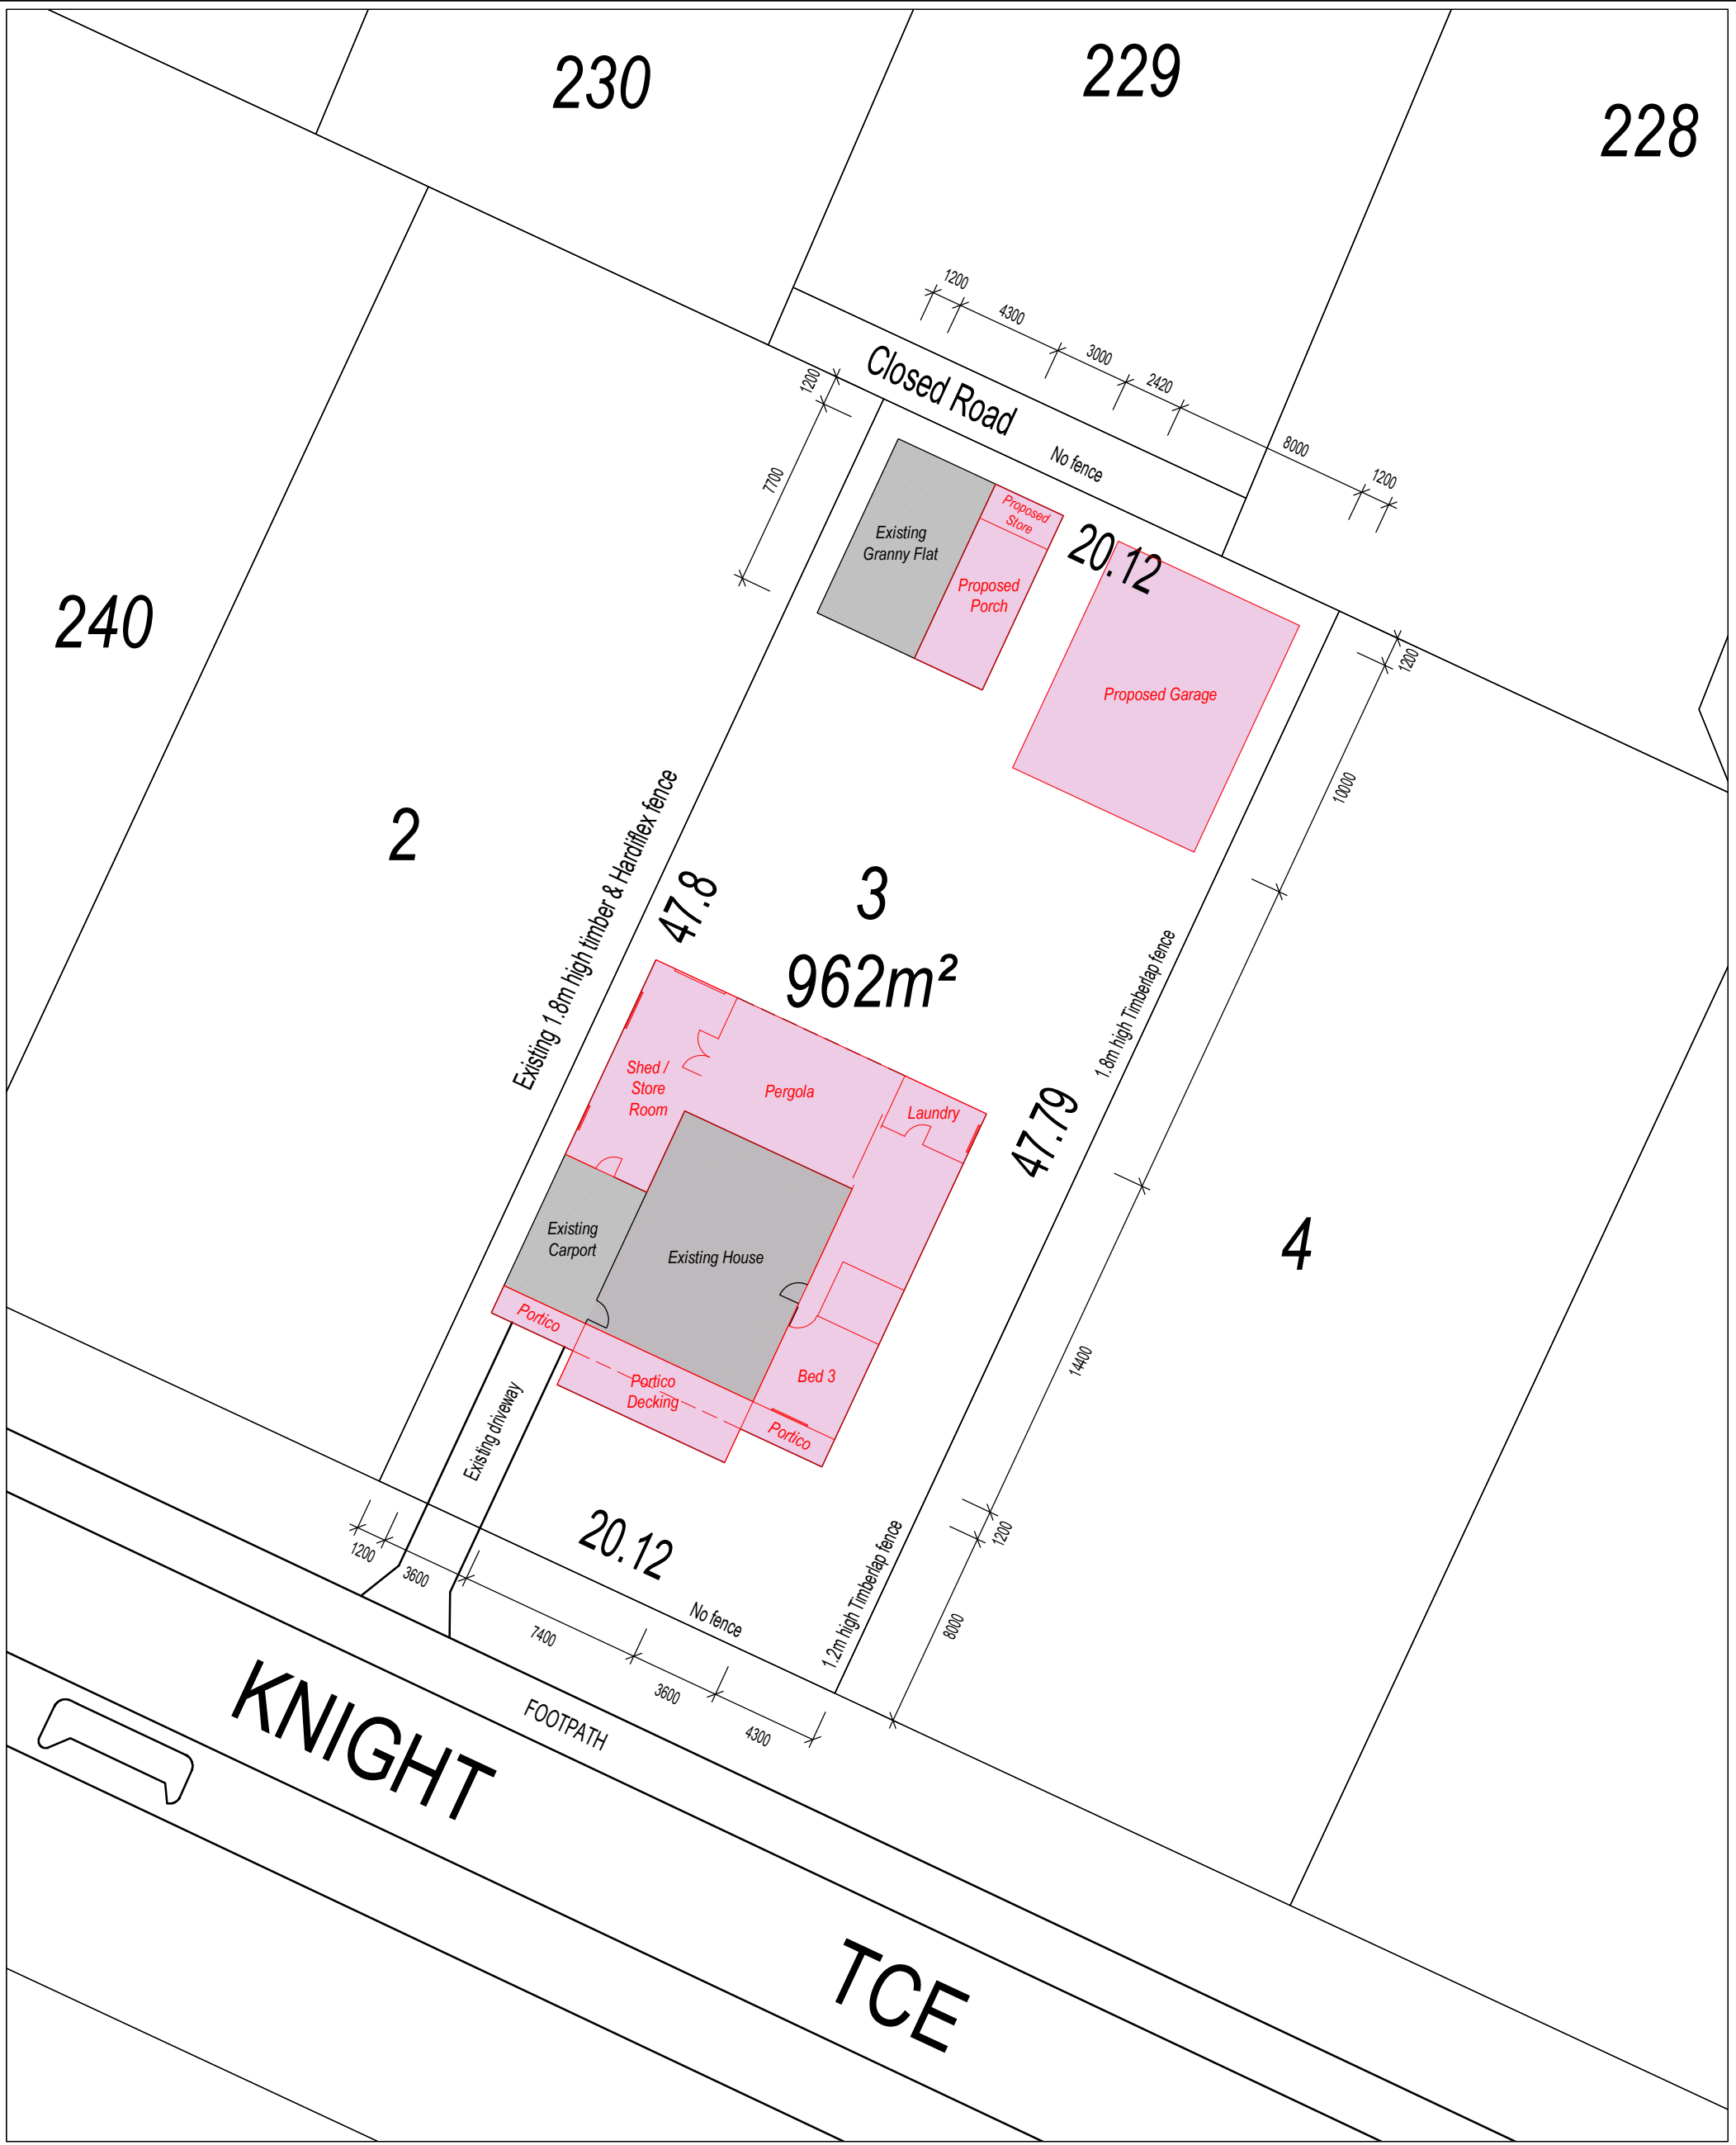 230
229
228
1200
4300
3000
2420
8000
1200
Closed Road
No fence
1200
7700
20.12
Existing
Granny Flat
Proposed
Store
Proposed
Porch
Proposed Garage
240
1200
10000
2
Existing 1.8m high timber & Hardiflex fence
47.8
3
962m²
1.8m high Timberlap fence
47.79
Shed /
Store
Room
Pergola
Laundry
Existing
Carport
Existing House
4
Portico
Portico
Decking
Bed 3
Portico
14400
Existing driveway
1200
8000
20.12
No fence
1.2m high Timberlap fence
1200
3600
7400
3600
4300
FOOTPATH
KNIGHT
TCE